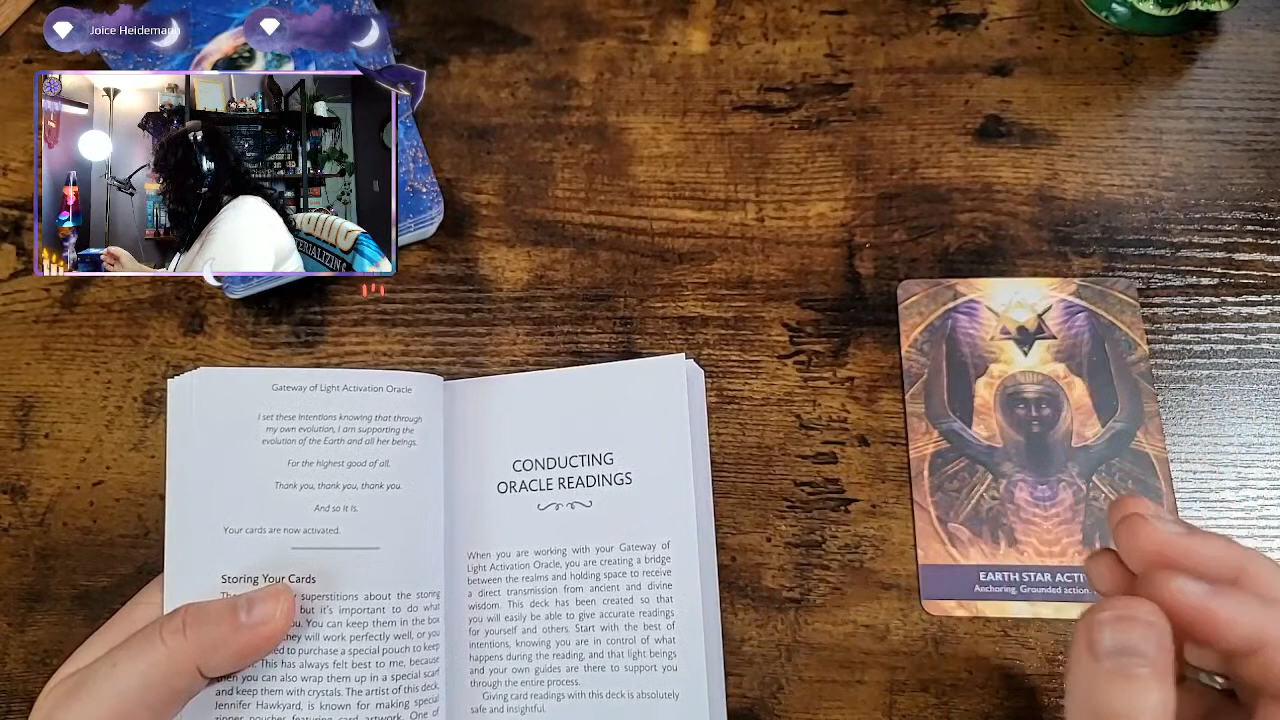 Joice Heidemann
Gateway of Light Activation Oracle
I set these intentions knowing that through
my own evolution, I am supporting the
evolution of the Earth and all her beings.
For the highest good of all.
Thank you, thank you, thank you.
And so it is.
Your cards are now activated.
Storing Your Cards
superstitions about the storing
but it's important to do what
You can keep them in the box
they will work perfectly well, or you
to purchase a special pouch to keep
This has always felt best to me, because
then you can also wrap them up in a special scarf
and keep them with crystals. The artist of this deck,
Jennifer Hawkyard, is known for making special
zipper pouches featuring card artwork. One of
CONDUCTING
ORACLE READINGS
When you are working with your Gateway of
Light Activation Oracle, you are creating a bridge
between the realms and holding space to receive
a direct transmission from ancient and divine
wisdom. This deck has been created so that
you will easily be able to give accurate readings
for yourself and others. Start with the best of
intentions, knowing you are in control of what
happens during the reading, and that light beings
and your own guides are there to support you
through the entire process.
Giving card readings with this deck is absolutely
safe and insightful.
EARTH STAR ACTI
Anchoring. Grounded action.